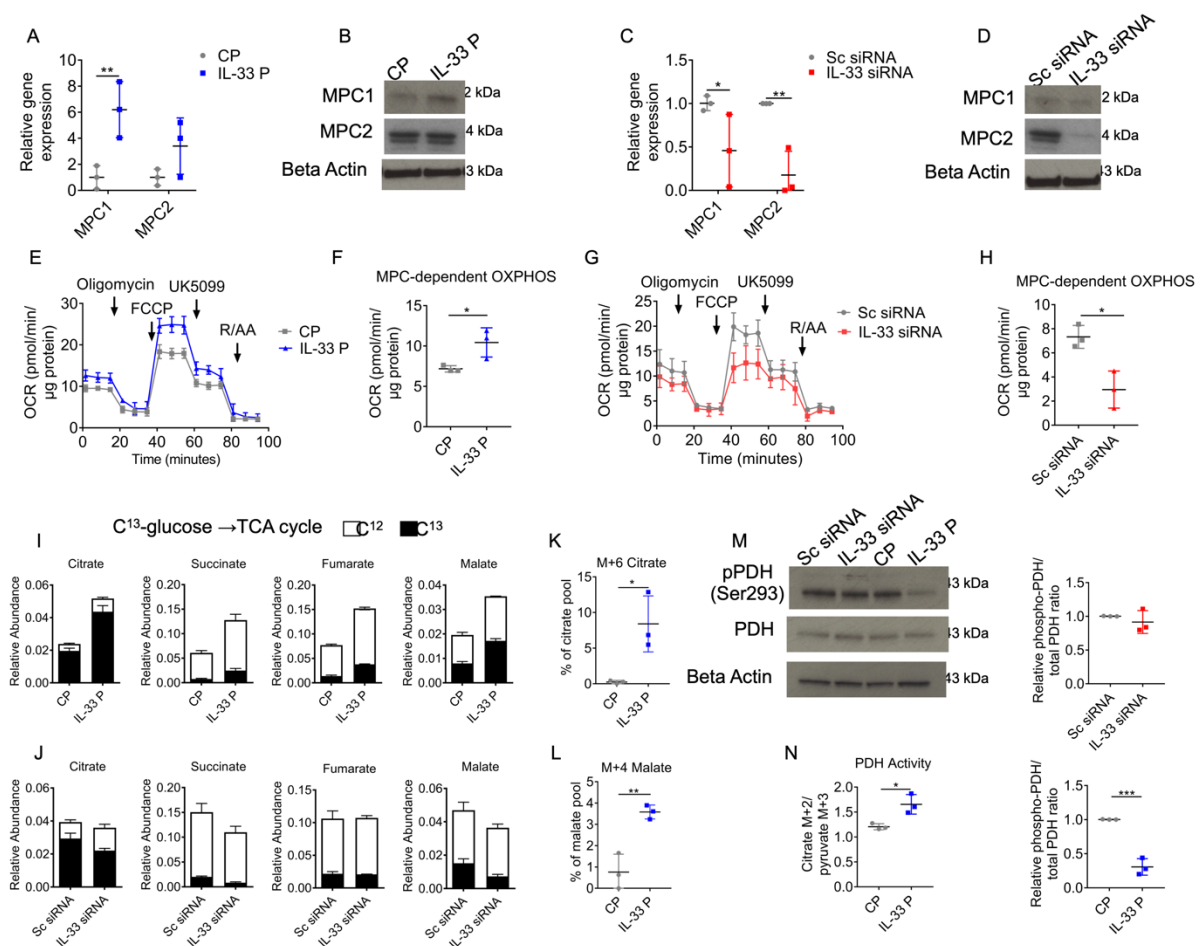 A
CP
IL-33 P
**
Relative gene
expression
10
8
6
4
2
0
MPC1
MPC2
B
CP
IL-33 P
MPC1
2 kDa
MPC2
4 kDa
Beta Actin
3 kDa
C
Sc siRNA
IL-33 siRNA
*
**
Relative gene
expression
1.5
1.0
0.5
0.0
MPC1
MPC2
D
Sc siRNA
IL-33 siRNA
MPC1
2 kDa
MPC2
4 kDa
Beta Actin
43 kDa
E
Oligomycin
FCCP
UK5099
R/AA
CP
IL-33 P
OCR (pmol/min/
µg protein)
30
20
10
0
0 20 40 60 80 100
Time (minutes)
F
MPC-dependent OXPHOS
*
OCR (pmol/min/
µg protein)
15
10
5
0
CP
IL-33 P
G
Oligomycin
FCCP
UK5099
R/AA
Sc siRNA
IL-33 siRNA
OCR (pmol/min/
µg protein)
25
20
15
10
5
0
0 20 40 60 80 100
Time (minutes)
H
MPC-dependent OXPHOS
*
OCR (pmol/min/
µg protein)
10
8
6
4
2
0
Sc siRNA
IL-33 siRNA
C13-glucose →TCA cycle C12 C13
I
Citrate
Relative Abundance
0.06
0.04
0.02
0.00
CP
IL-33 P
Succinate
Relative Abundance
0.20
0.15
0.10
0.05
0.00
CP
IL-33 P
Fumarate
Relative Abundance
0.20
0.15
0.10
0.05
0.00
CP
IL-33 P
Malate
Relative Abundance
0.04
0.03
0.02
0.01
0.00
CP
IL-33 P
K
M+6 Citrate
*
% of citrate pool
15
10
5
0
CP
IL-33 P
M
Sc siRNA
IL-33 siRNA
CP
IL-33 P
pPDH
(Ser293)
43 kDa
PDH
43 kDa
Beta Actin
43 kDa
Relative phospho-PDH/
total PDH ratio
2.0
1.5
1.0
0.5
0.0
Sc siRNA
IL-33 siRNA
J
Citrate
Relative Abundance
0.06
0.04
0.02
0.00
Sc siRNA
IL-33 siRNA
Succinate
Relative Abundance
0.20
0.15
0.10
0.05
0.00
Sc siRNA
IL-33 siRNA
Fumarate
Relative Abundance
0.15
0.10
0.05
0.00
Sc siRNA
IL-33 siRNA
Malate
Relative Abundance
0.06
0.04
0.02
0.00
Sc siRNA
IL-33 siRNA
L
M+4 Malate
**
% of malate pool
5
4
3
2
1
0
CP
IL-33 P
N
PDH Activity
*
Citrate M+2/
pyruvate M+3
2.0
1.5
1.0
0.5
0.0
CP
IL-33 P
***
Relative phospho-PDH/
total PDH ratio
1.5
1.0
0.5
0.0
CP
IL-33 P